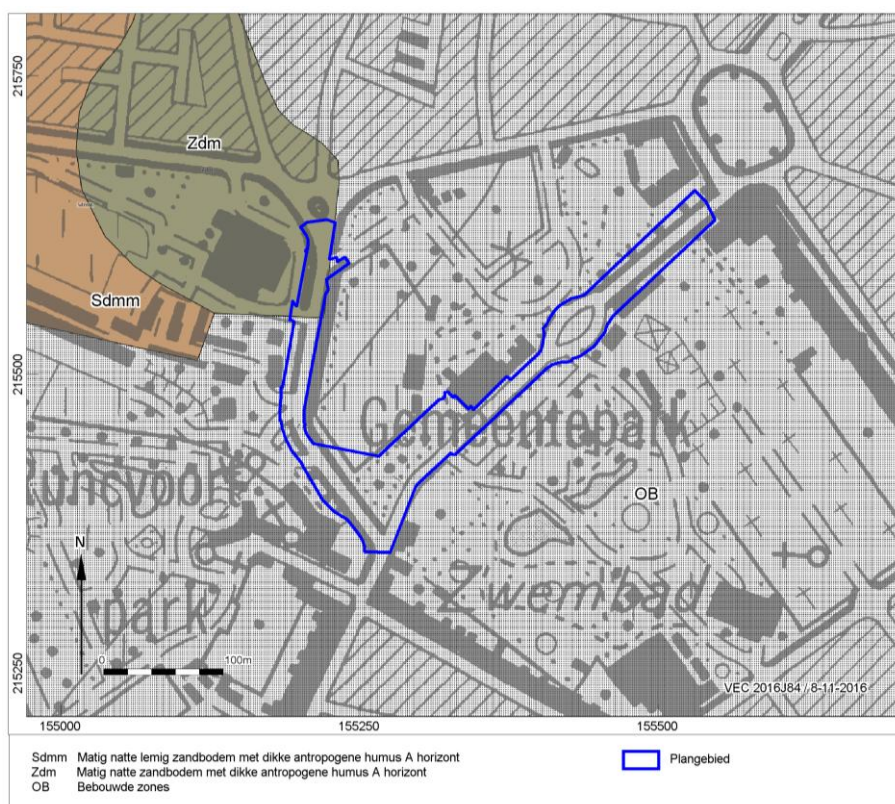 215750
Zdm
Sdmm
215500
Gemeentepark
OB
park
N
Zwembad
0 100m
215250
VEC 2016J84 / 8-11-2016
155000 155250 155500
Sdmm Matig natte lemig zandbodem met dikke antropogene humus A horizont
Zdm Matig natte zandbodem met dikke antropogene humus A horizont
OB Bebouwde zones
Plangebied